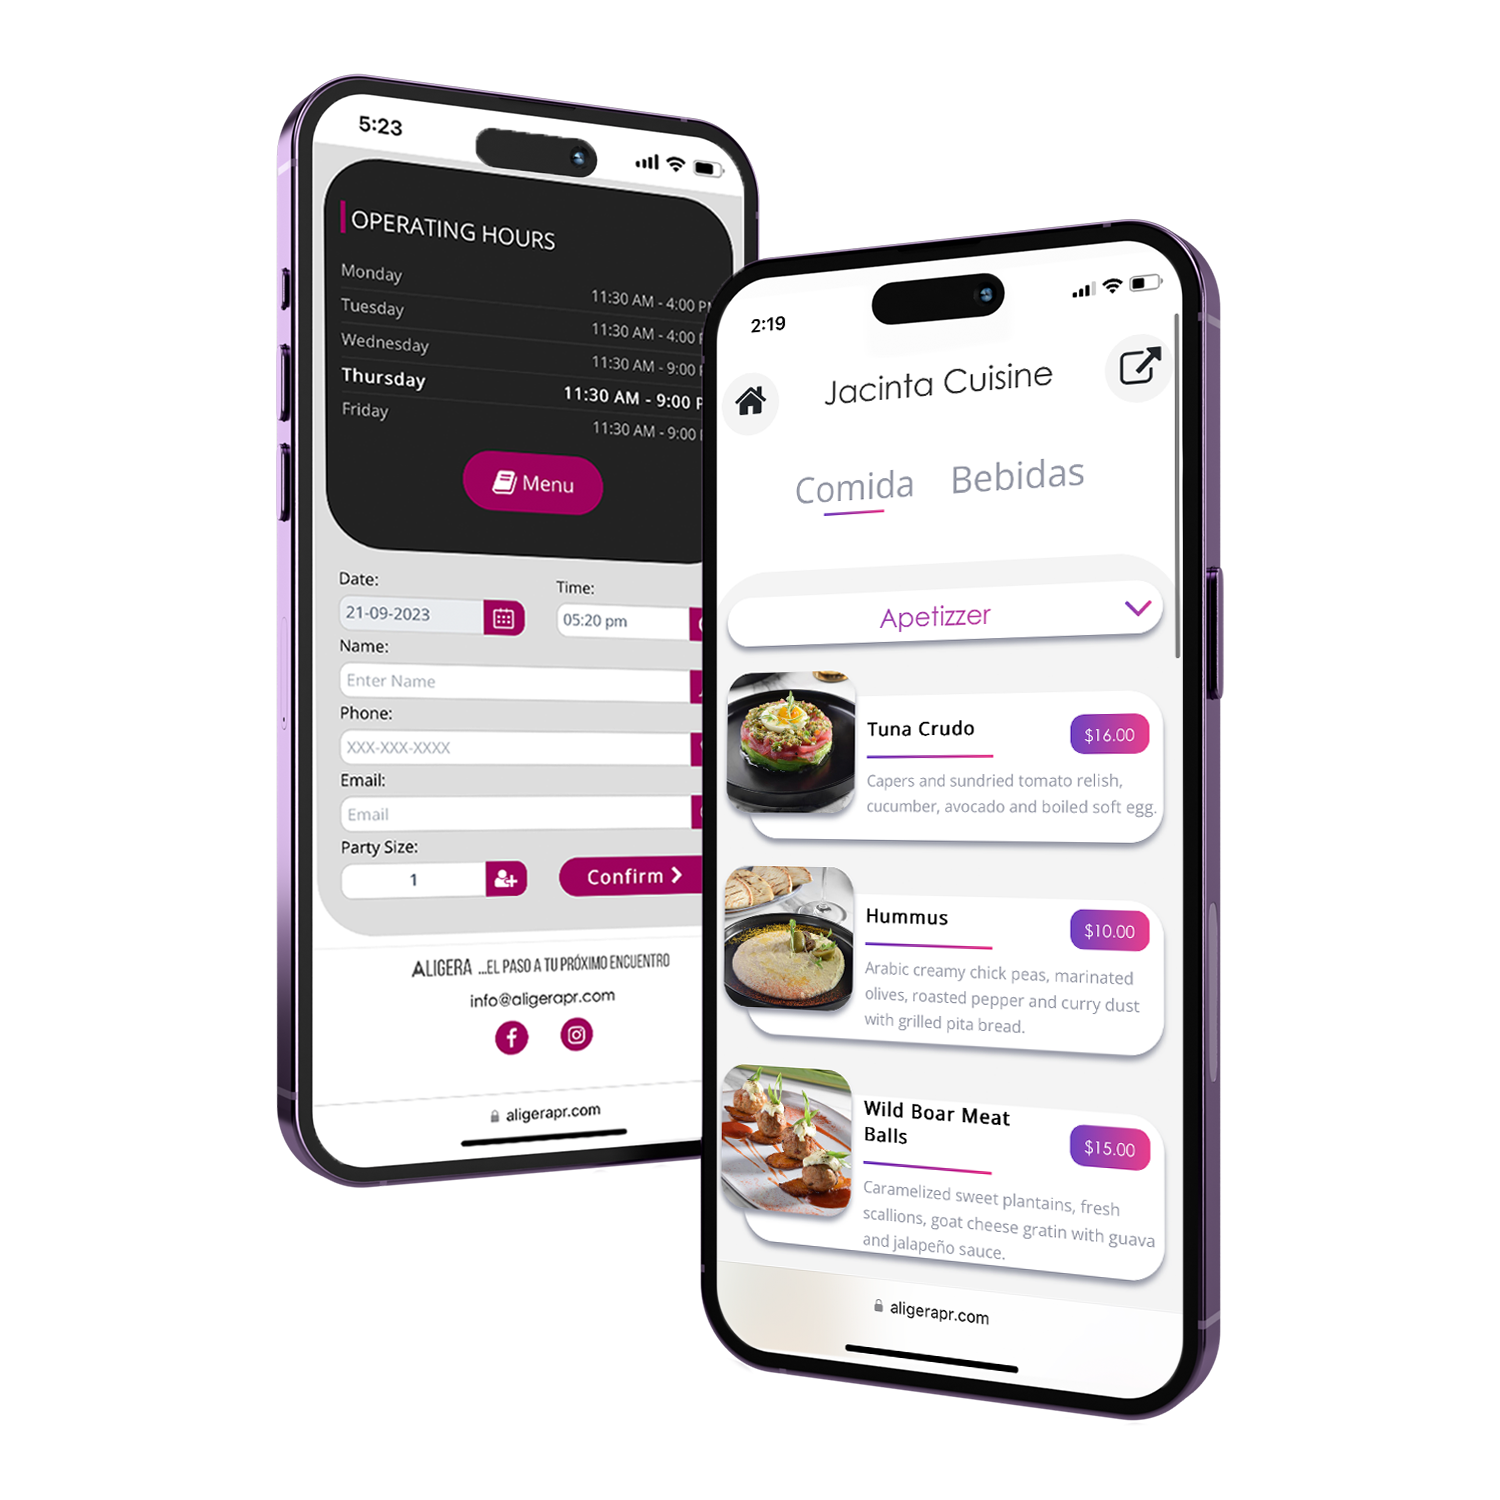 5:23
OPERATING HOURS
Monday
11:30 AM - 4:00
Tuesday
11:30 AM - 4:00
Wednesday
11:30 AM - 9:00
Thursday
11:30 AM - 9:00
Friday
11:30 AM - 9:00
Menu
Date:
Time:
21-09-2023
05:20 pm
Name:
Enter Name
Phone:
XXX-XXX-XXXX
Email:
Email
Party Size:
1
Confirm
ALIGERA ...EL PASO A TU PRÓXIMO ENCUENTRO
info@aligerapr.com
aligerapr.com
2:19
Jacinta Cuisine
Comida Bebidas
Apetizzer
Tuna Crudo
$16.00
Capers and sundried tomato relish,
cucumber, avocado and boiled soft egg.
Hummus
$10.00
Arabic creamy chick peas, marinated
olives, roasted pepper and curry dust
with grilled pita bread.
Wild Boar Meat
Balls
$15.00
Caramelized sweet plantains, fresh
scallions, goat cheese gratin with guava
and jalapeño sauce.
aligerapr.com